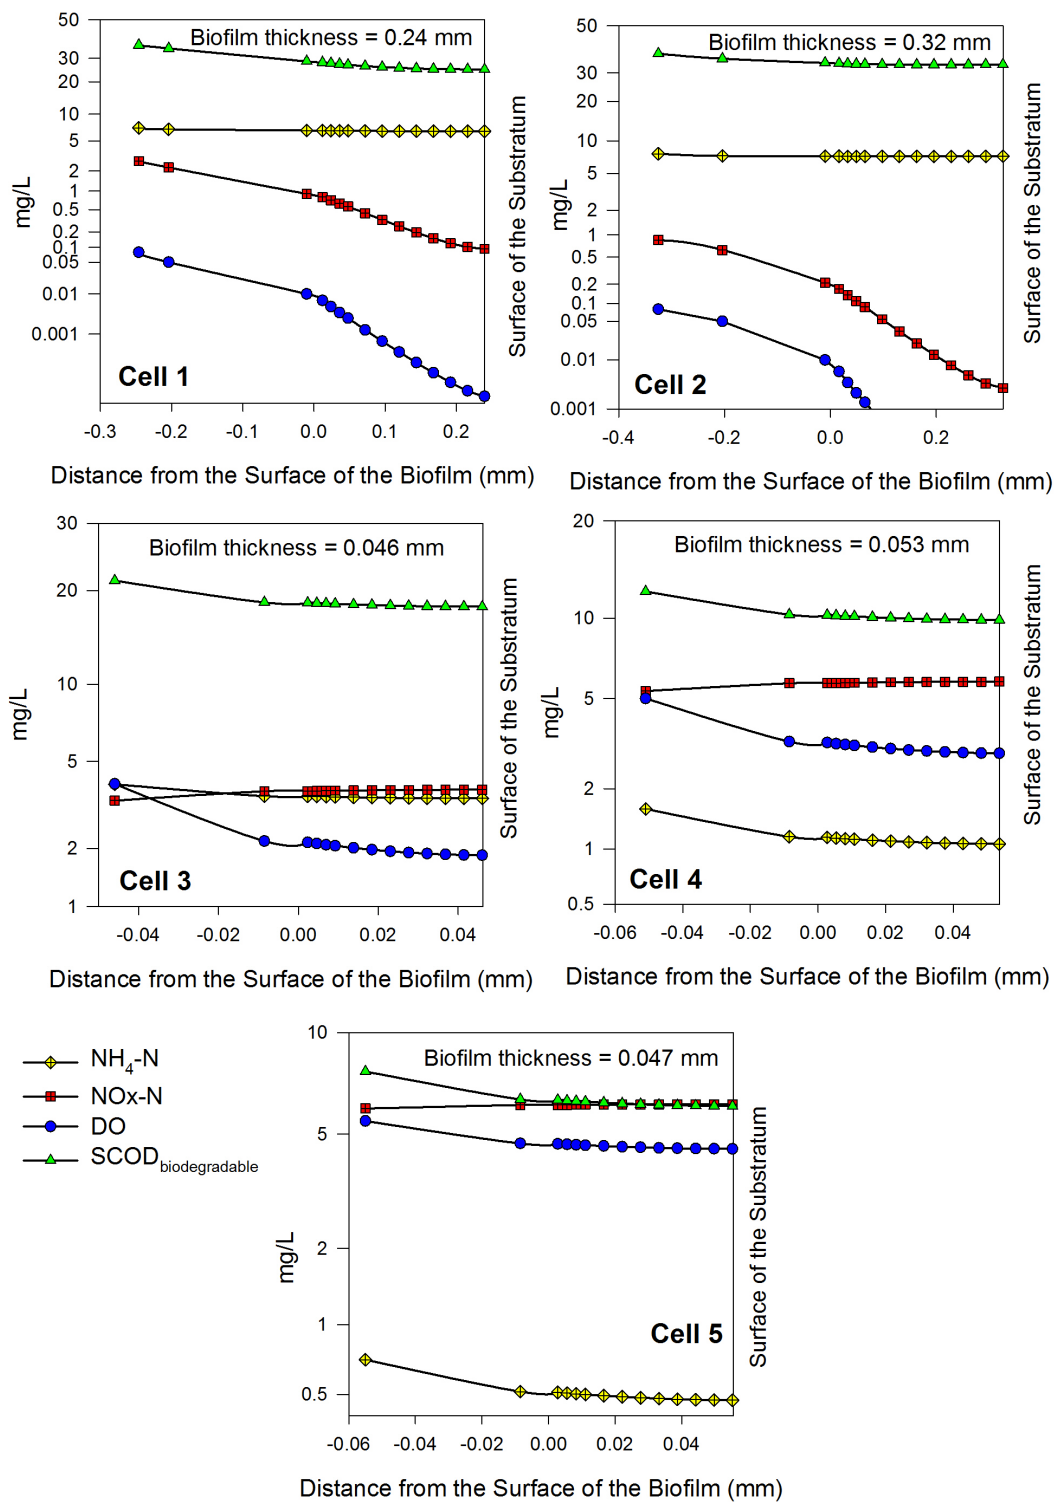 50
30
20
10
5
2
1
0.5
0.2
0.1
0.05
0.01
0.001
mg/L
Biofilm thickness = 0.24 mm
Cell 1
Surface of the Substratum
-0.3 -0.2 -0.1 0.0 0.1 0.2
Distance from the Surface of the Biofilm (mm)
50
30
20
10
5
2
1
0.5
0.2
0.1
0.05
0.01
0.001
mg/L
Biofilm thickness = 0.32 mm
Cell 2
Surface of the Substratum
-0.4 -0.2 0.0 0.2
Distance from the Surface of the Biofilm (mm)
30
20
10
5
2
1
mg/L
Biofilm thickness = 0.046 mm
Cell 3
Surface of the Substratum
-0.04 -0.02 0.00 0.02 0.04
Distance from the Surface of the Biofilm (mm)
20
10
5
2
1
0.5
mg/L
Biofilm thickness = 0.053 mm
Cell 4
Surface of the Substratum
-0.06 -0.04 -0.02 0.00 0.02 0.04
Distance from the Surface of the Biofilm (mm)
NH4-N
NOx-N
DO
SCODbiodegradable
10
5
2
1
0.5
mg/L
Biofilm thickness = 0.047 mm
Cell 5
Surface of the Substratum
-0.06 -0.04 -0.02 0.00 0.02 0.04
Distance from the Surface of the Biofilm (mm)